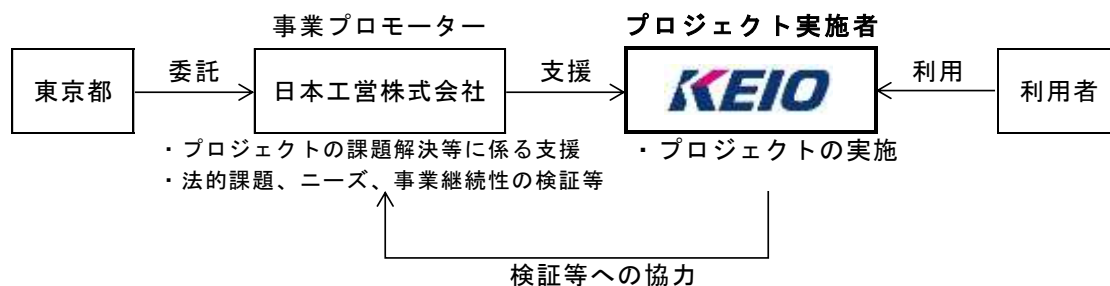 事業プロモーター
プロジェクト実施者
東京都
委託
日本工営株式会社
支援
KEIO
利用
利用者
・プロジェクトの課題解決等に係る支援
・法的課題、ニーズ、事業継続性の検証等
・プロジェクトの実施
検証等への協力